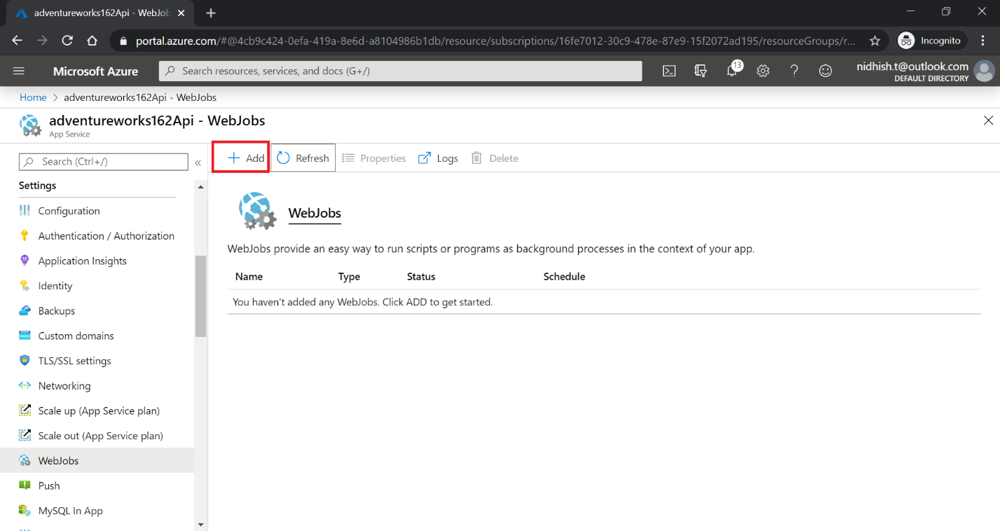 adventureworks162Api - WebJob
portal.azure.com/#@4cb9c424-0efa-419a-8e6d-a8104986b1db/resource/subscriptions/16fe7012-30c9-478e-87e9-15f2072ad195/resourceGroups/r...
Incognito
Microsoft Azure
Search resources, services, and docs (G+/)
13
nidhish.t@outlook.com
DEFAULT DIRECTORY
Home > adventureworks162Api - WebJobs
adventureworks162Api - WebJobs
App Service
Search (Ctrl+/)
«
Add
Refresh
Properties
Logs
Delete
Settings
Configuration
Authentication / Authorization
Application Insights
Identity
Backups
Custom domains
TLS/SSL settings
Networking
Scale up (App Service plan)
Scale out (App Service plan)
WebJobs
Push
MySQL In App
WebJobs
WebJobs provide an easy way to run scripts or programs as background processes in the context of your app.
Name Type Status Schedule
You haven't added any WebJobs. Click ADD to get started.